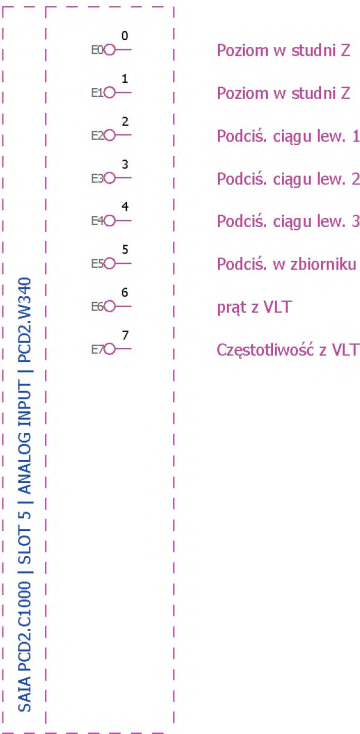 0
E0 Poziom w studni Z
1
E1 Poziom w studni Z
2
E2 Podciś. ciągu lew. 1
3
E3 Podciś. ciągu lew. 2
4
E4 Podciś. ciągu lew. 3
5
E5 Podciś. w zbiorniku
6
E6 prąt z VLT
7
E7 Częstotliwość z VLT
SAIA PCD2.C1000 | SLOT 5 | ANALOG INPUT | PCD2.W340